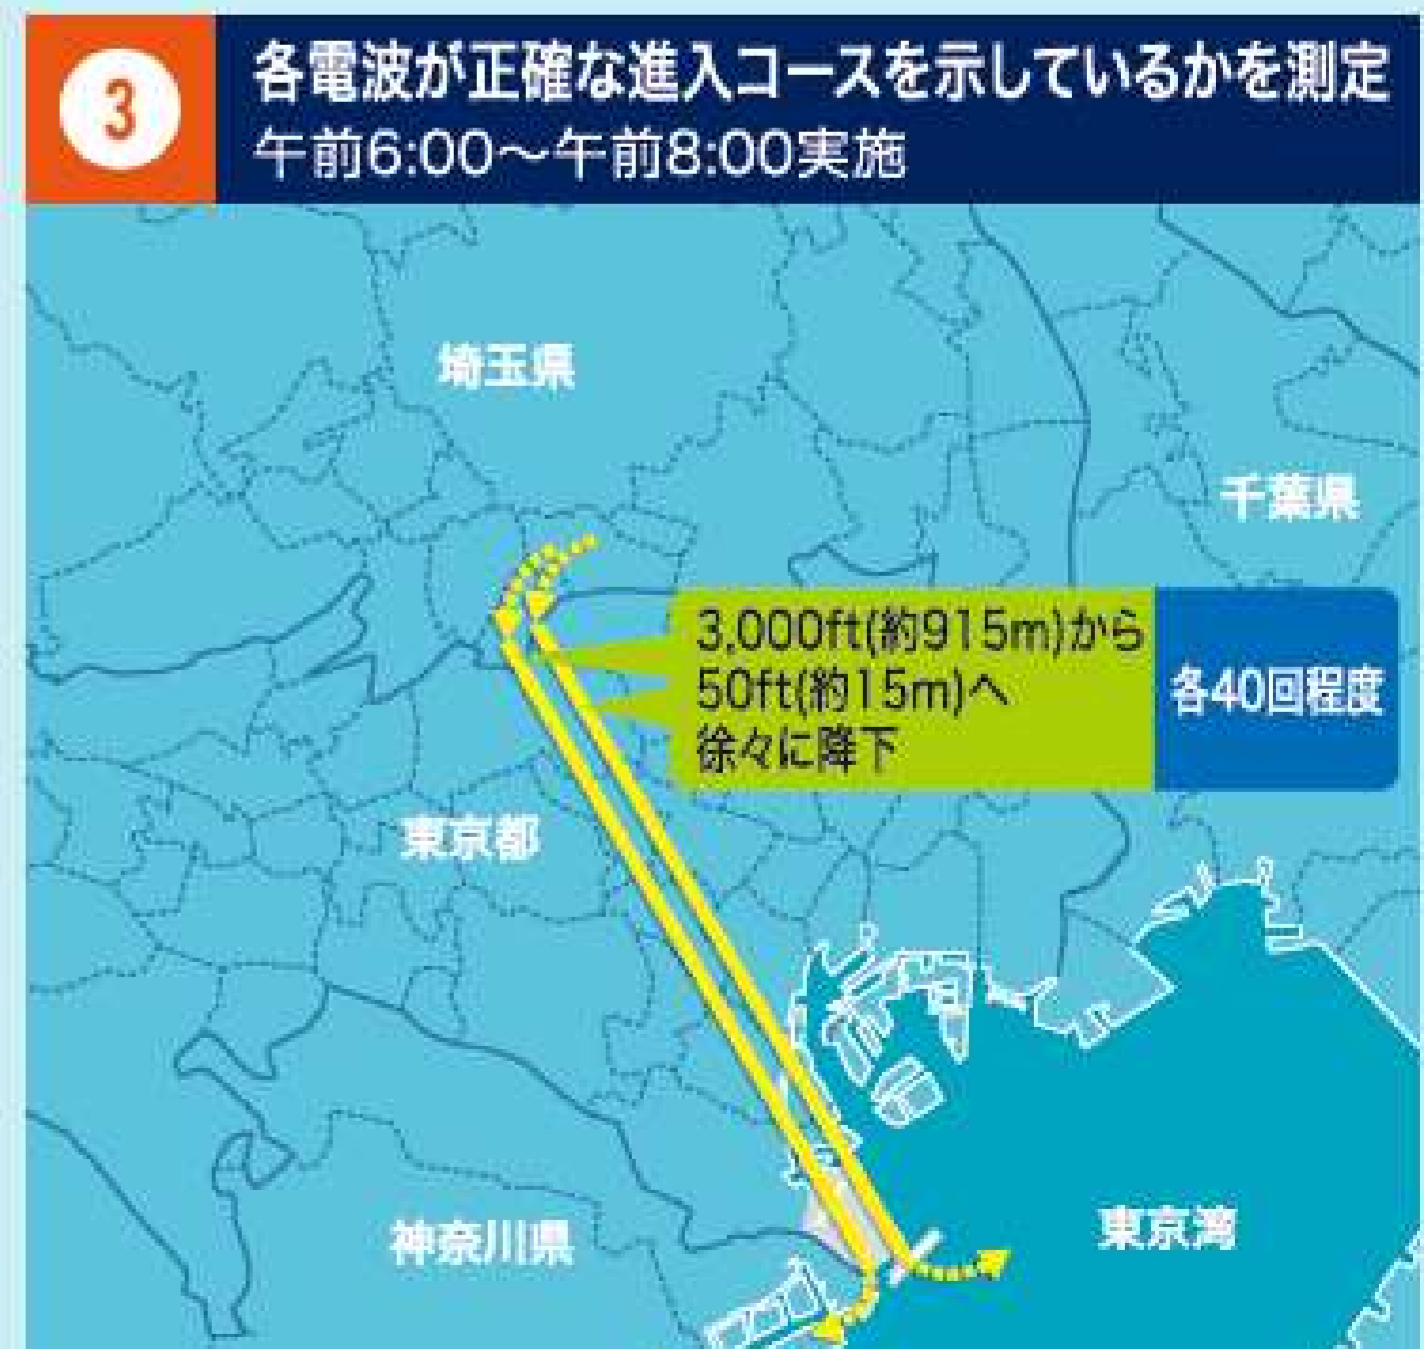 3
各電波が正確な進入コースを示しているかを測定
午前6:00～午前8:00実施
埼玉県
千葉県
3,000ft(約915m)から
50ft(約15m)へ
徐々に降下
各40回程度
東京都
神奈川県
東京湾